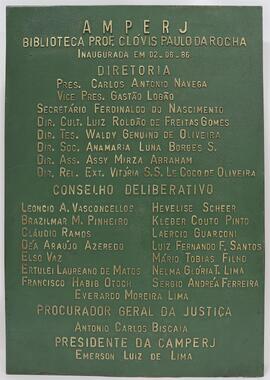 AMPERJ
BIBLIOTECA PROF. CLÓVIS PAULO DA ROCHA
INAUGURADA EM 02-06-86
DIRETORIA
PRES. CARLOS ANTONIO NAVEGA
VICE PRES. GASTÃO LOBÃO
SECRETÁRIO FERDINALDO DO NASCIMENTO
DIR. CULT. LUIZ ROLDÃO DE FREITAS GOMES
DIR. TES. WALDY GENUINO DE OLIVEIRA
DIR. SOC. ANAMARIA LUNA BORGES S.
DIR. ASS. ASSY MIRZA ABRAHAM
DIR. REL. EXT. VITÓRIA S.S. LE COCQ DE OLIVEIRA
CONSELHO DELIBERATIVO
LEONCIO A. VASCONCELLOS HEVELISE SCHEER
BRAZILMAR M. PINHEIRO KLEBER COUTO PINTO
CLÁUDIO RAMOS LAERCIO GUARÇONI
DÉA ARAÚJO AZEREDO LUIZ FERNANDO F. SANTOS
ELSO VAZ MÁRIO TOBIAS FILHO
ERTULEI LAUREANO DE MATOS NELMA GLÓRIA T. LIMA
FRANCISCO HABIB OTOCH SÉRGIO ANDRÉA FERREIRA
EVERARDO MOREIRA LIMA
PROCURADOR GERAL DA JUSTIÇA
ANTONIO CARLOS BISCAIA
PRESIDENTE DA CAMPERJ
EMERSON LUIZ DE LIMA